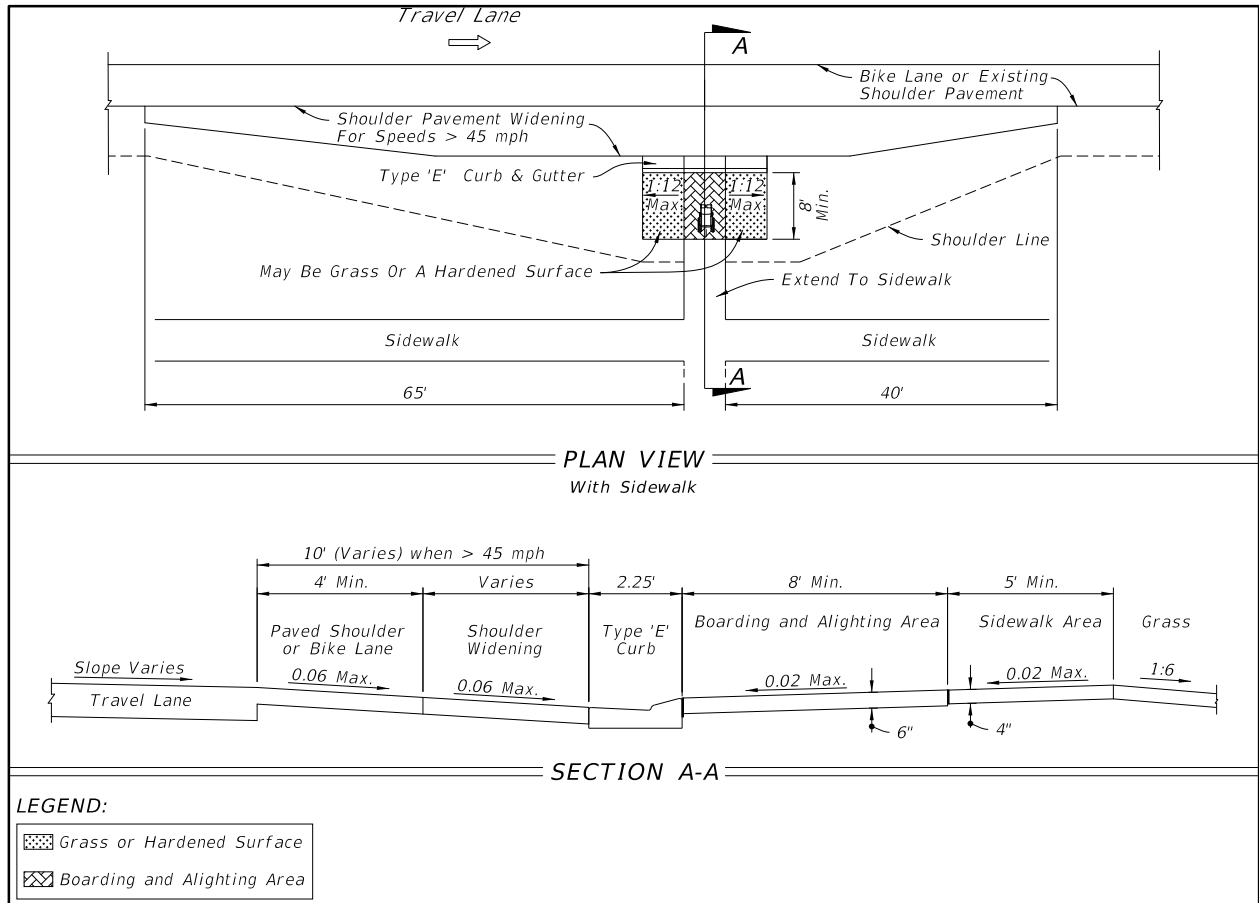 Travel Lane
A
Bike Lane or Existing
Shoulder Pavement
Shoulder Pavement Widening
For Speeds > 45 mph
Type 'E' Curb & Gutter
1:12
Max
1:12
Max
8'
Min.
Shoulder Line
May Be Grass Or A Hardened Surface
Extend To Sidewalk
Sidewalk
Sidewalk
A
65'
40'
PLAN VIEW
With Sidewalk
10' (Varies) when > 45 mph
4' Min.
Varies
2.25'
8' Min.
5' Min.
Paved Shoulder
or Bike Lane
Shoulder
Widening
Type 'E'
Curb
Boarding and Alighting Area
Sidewalk Area
Grass
Slope Varies
0.06 Max.
0.06 Max.
0.02 Max.
0.02 Max.
1:6
Travel Lane
6"
4"
SECTION A-A
LEGEND:
Grass or Hardened Surface
Boarding and Alighting Area